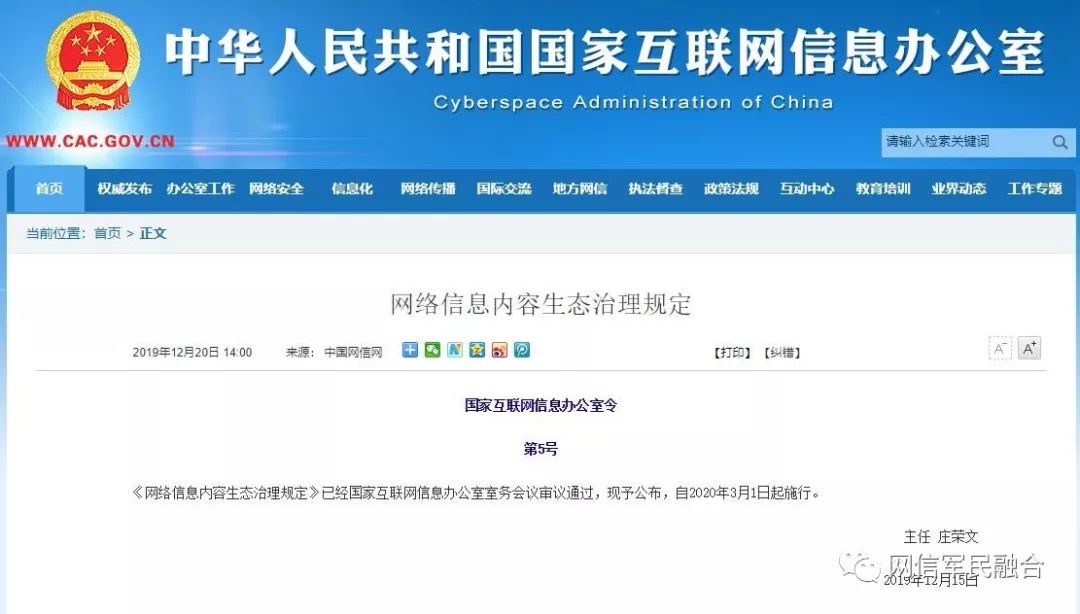 中华人民共和国国家互联网信息办公室
Cyberspace Administration of China
WWW.CAC.GOV.CN
请输入检索关键词
首页 权威发布 办公室工作 网络安全 信息化 网络传播 国际交流 地方网信 执法督查 政策法规 互动中心 教育培训 业界动态 工作专题
当前位置： 首页 > 正文
网络信息内容生态治理规定
2019年12月20日 14:00 来源： 中国网信网 【打印】【纠错】 A- A+
国家互联网信息办公室令
第5号
《网络信息内容生态治理规定》已经国家互联网信息办公室室务会议审议通过，现予公布，自2020年3月1日起施行。
主任 庄荣文
网信军民融合
2019年12月15日